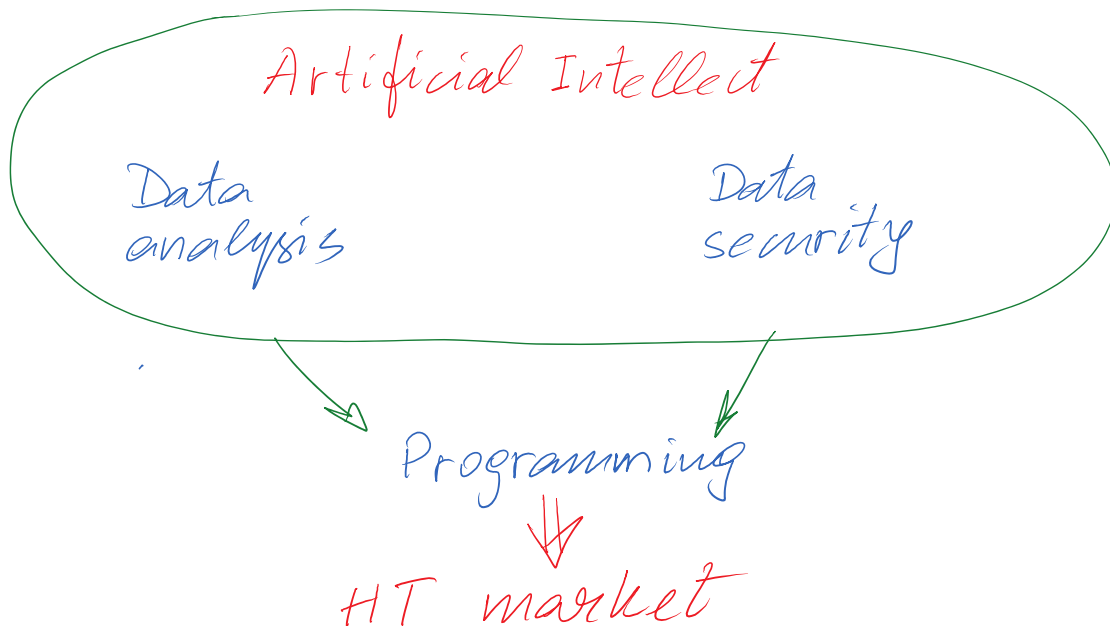 Artificial Intellect
Data
analysis
Data
security
Programming
HT market